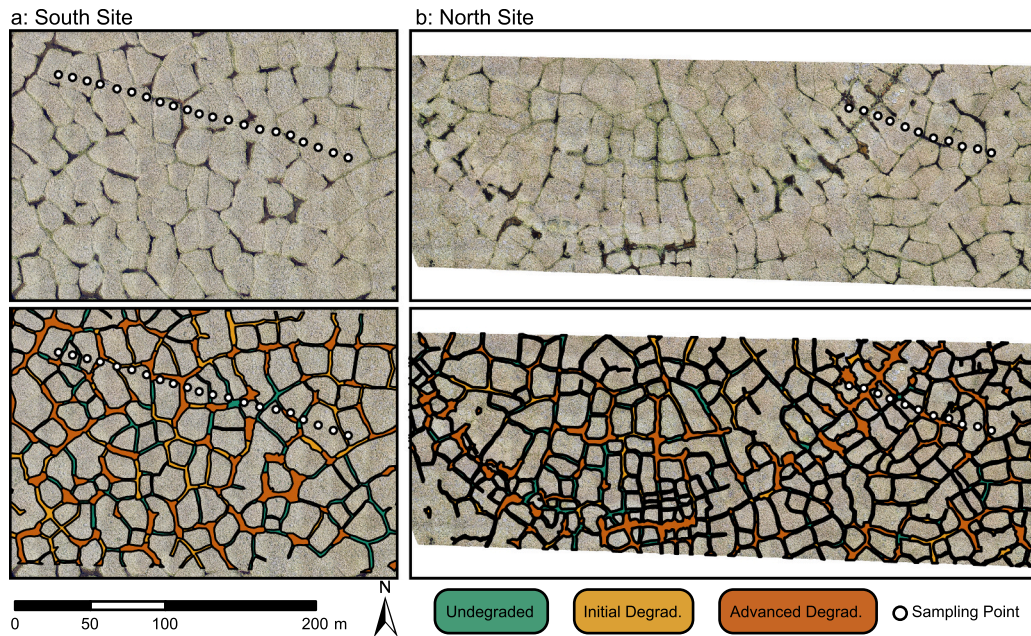 a: South Site
b: North Site
N
0 50 100 200 m
Undegraded
Initial Degrad.
Advanced Degrad.
Sampling Point